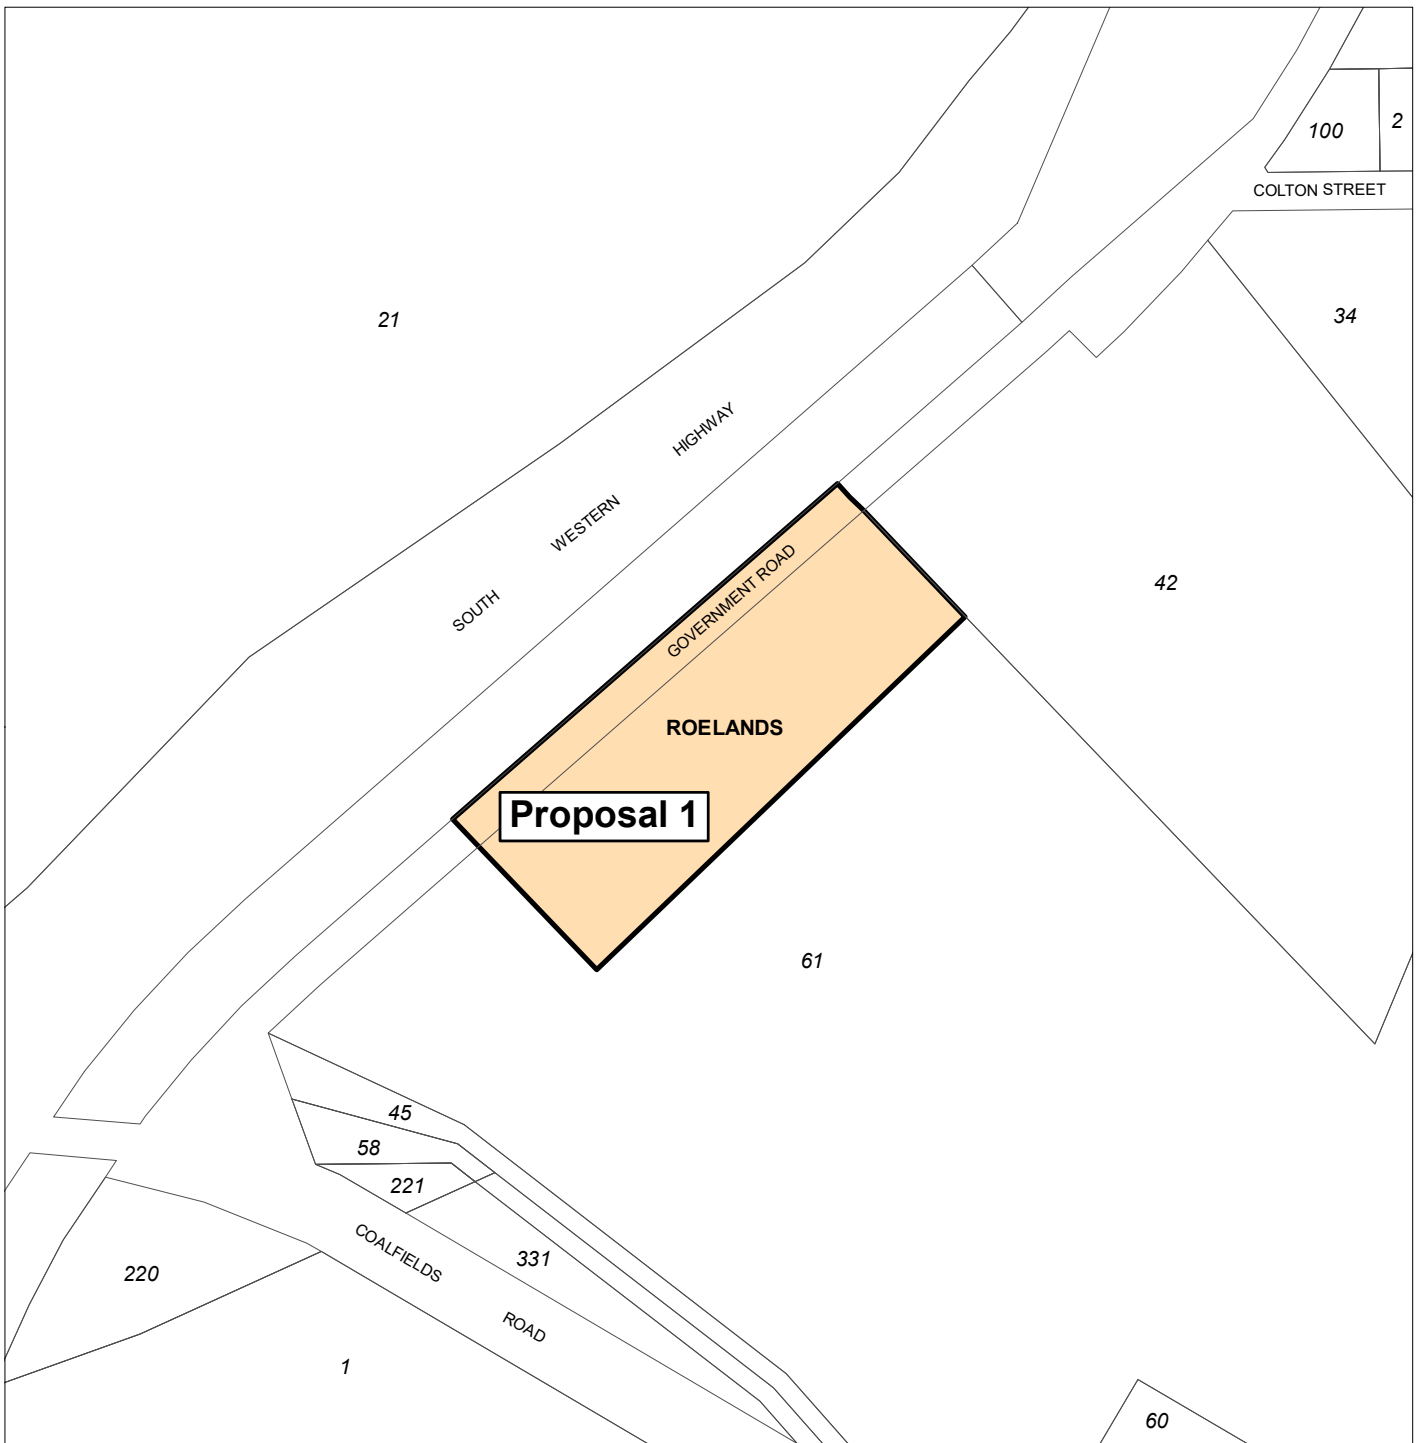 100
2
COLTON STREET
21
34
HIGHWAY
WESTERN
SOUTH
GOVERNMENT ROAD
42
ROELANDS
Proposal 1
61
45
58
221
COALFIELDS
331
220
ROAD
1
60